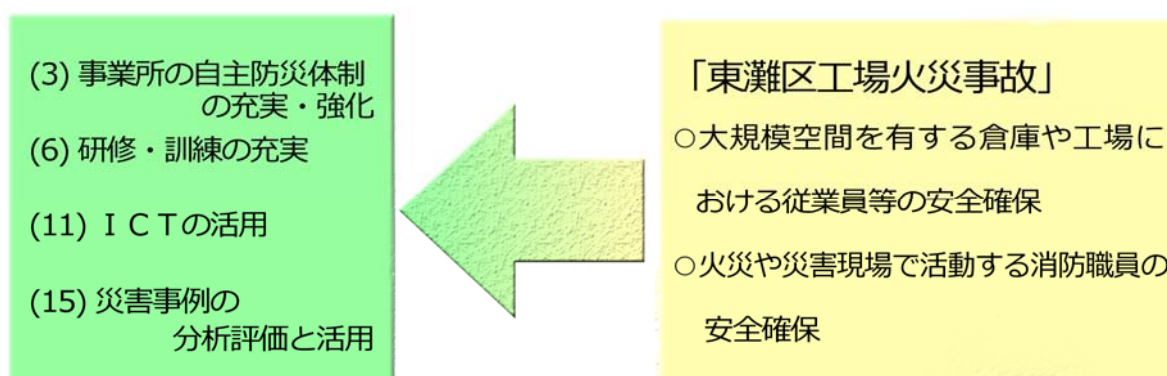 (3) 事業所の自主防災体制
の充実・強化
(6) 研修・訓練の充実
(11) ＩＣＴの活用
(15) 災害事例の
分析評価と活用
「東灘区工場火災事故」
○大規模空間を有する倉庫や工場に
おける従業員等の安全確保
○火災や災害現場で活動する消防職員の
安全確保